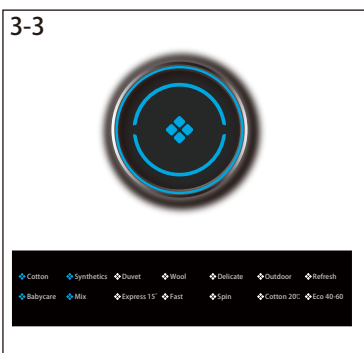 3-3
Cotton Synthetics Duvet Wool Delicate Outdoor Refresh
Babycare Mix Express 15' Fast Spin Cotton 20℃ Eco 40-60